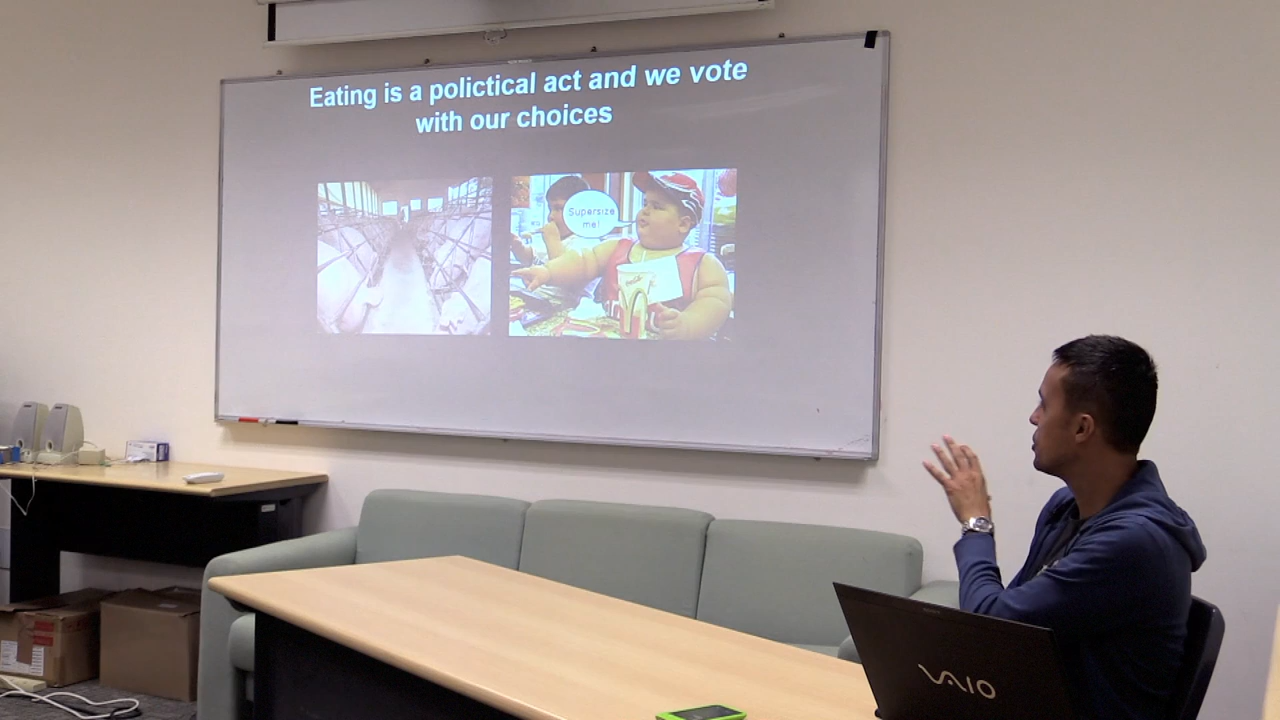 Eating is a polictical act and we vote
with our choices
Supersize
me!
VAIO